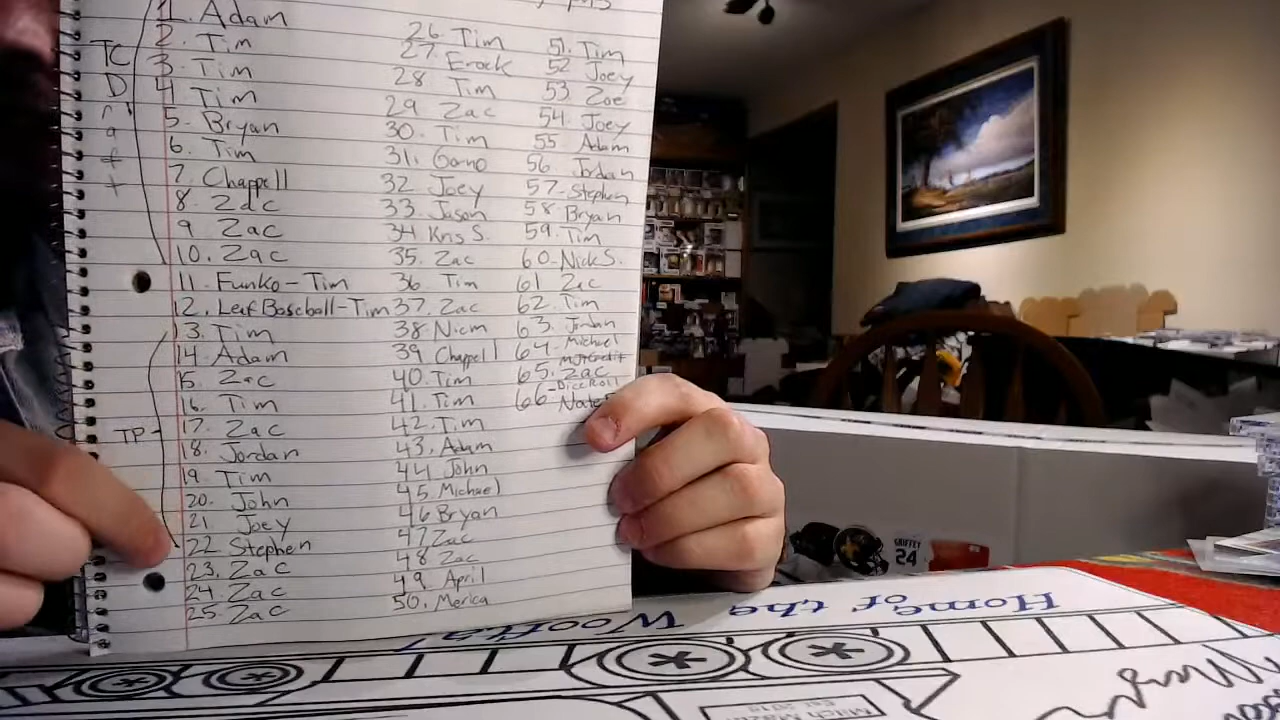 1. Adam
2. Tim
3. Tim
4 Tim
5. Bryan
6. Tim
7. Chappell
8. Zac
9 Zac
10. Zac
11. Funko-Tim
12. Leaf Baseball-Tim
13. Tim
14 Adam
15. Zac
16. Tim
17. Zac
18. Jordan
19 Tim
20. John
21 Joey
22 Stephen
23. Zac
24. Zac
25. Zac
TC
D
r
a
f
t
TP
26. Tim
27. Erock
28 Tim
29 Zac
30. Tim
31. Gano
32 Joey
33. Jason
34 Kris S.
35. Zac
36 Tim
37. Zac
38. Nicm
39 Chappell
40. Tim
41. Tim
42. Tim
43. Adam
44 John
45 Michael
46 Bryan
47 Zac
48 Zac
49 April
50. Merica
51. Tim
52 Joey
53 Zoe
54. Joey
55 Adam
56 Jordan
57- Stephen
58 Bryan
59. Tim
60- Nick S.
61 Zac
62. Tim
63. Jordan
64. Michael
65. Zac
66- Dice Roll
Nate
GRIFFEY
24
Home of the
Woofta!
Mitch Mazur